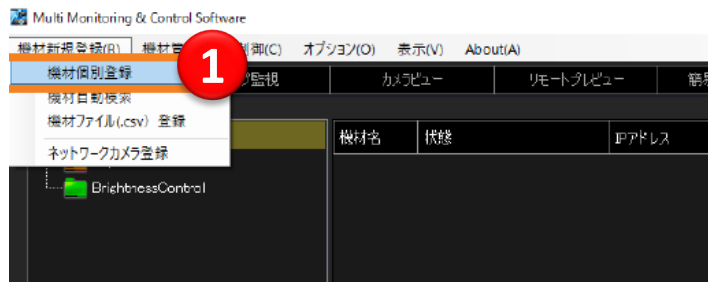 Multi Monitoring & Control Software
機材新規登録(R) 機材管 御(C) オプション(O) 表示(V) About(A)
機材個別登録
1
プ監視 カメラビュー リモートプレビュー 簡易
機材自動検索
機材ファイル(.csv) 登録
ネットワークカメラ登録
機材名 状態 IPアドレス
BrightnessControl